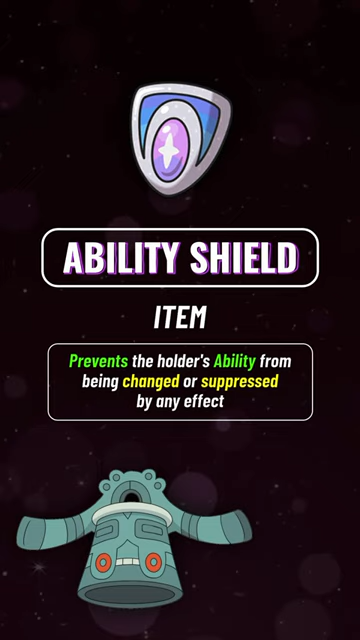 ABILITY SHIELD
ITEM
Prevents the holder's Ability from
being changed or suppressed
by any effect